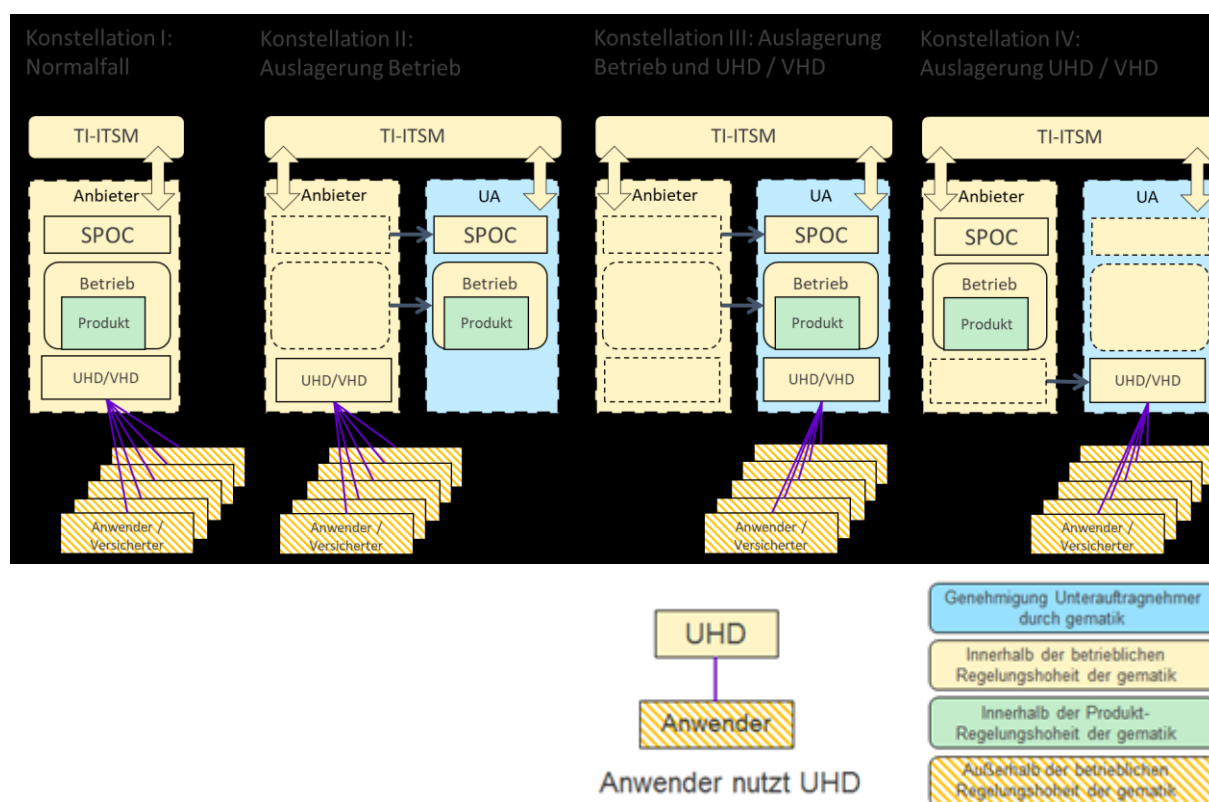 Konstellation I:
Normalfall
Konstellation II:
Auslagerung Betrieb
Konstellation III: Auslagerung
Betrieb und UHD / VHD
Konstellation IV:
Auslagerung UHD / VHD
TI-ITSM
Anbieter
SPOC
Betrieb
Produkt
UHD/VHD
Anwender /
Versicherter
TI-ITSM
Anbieter
UHD/VHD
UA
SPOC
Betrieb
Produkt
Anwender /
Versicherter
TI-ITSM
Anbieter
UA
SPOC
Betrieb
Produkt
UHD/VHD
Anwender /
Versicherter
TI-ITSM
Anbieter
SPOC
Betrieb
Produkt
UA
UHD/VHD
Anwender /
Versicherter
UHD
Anwender
Anwender nutzt UHD
Genehmigung Unterauftragnehmer
durch gematik
Innerhalb der betrieblichen
Regelungshoheit der gematik
Innerhalb der Produkt-
Regelungshoheit der gematik
Außerhalb der betrieblichen
Regelungshoheit der gematik